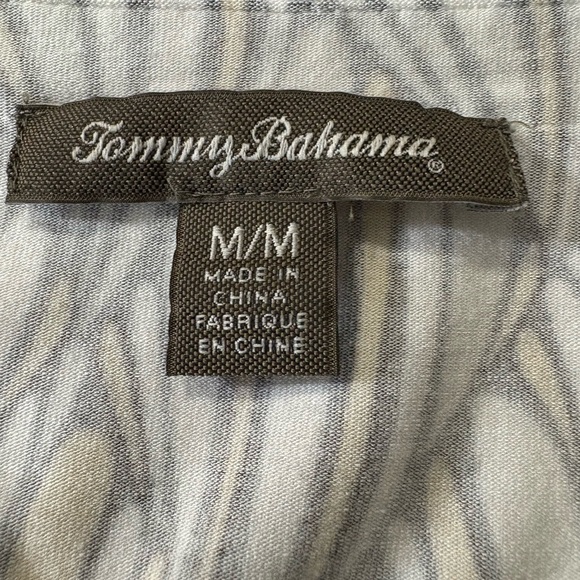 Tommy Bahama®
M/M
MADE IN
CHINA
FABRIQUE
EN CHINE